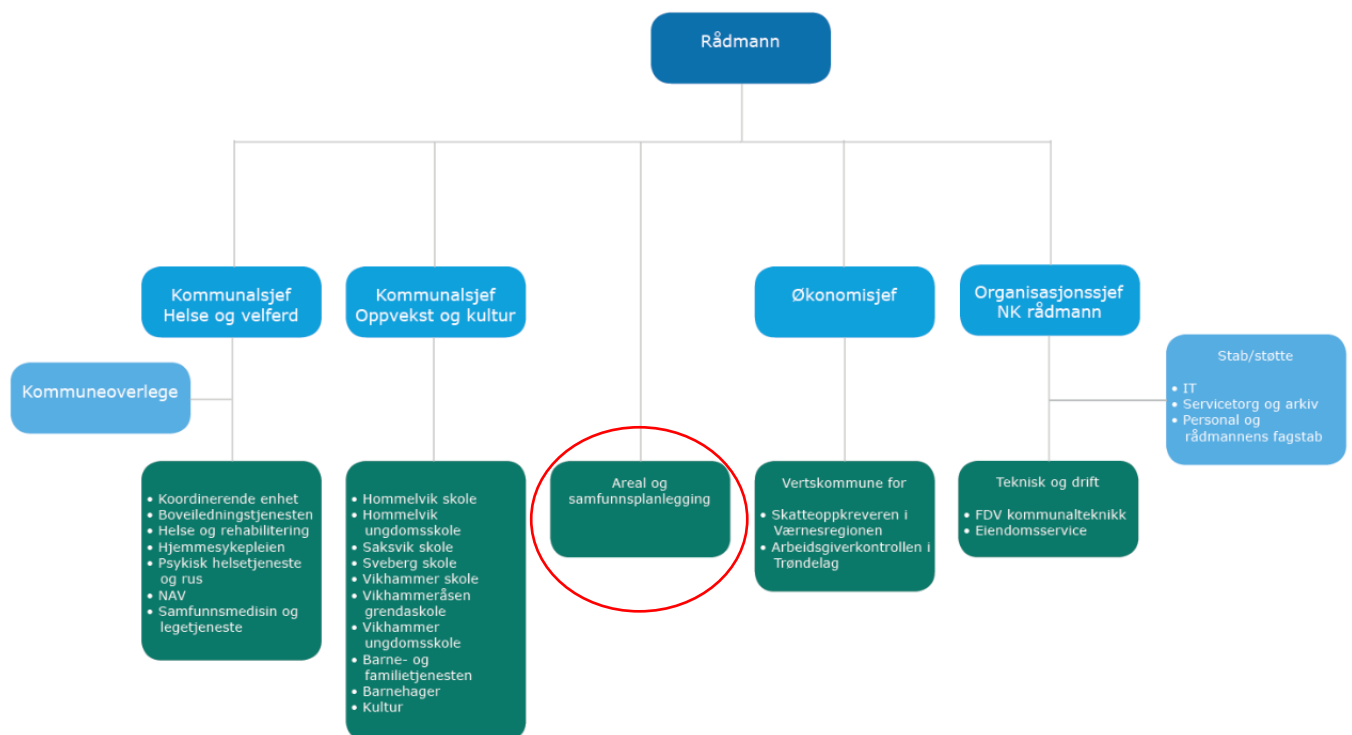 Rådmann
Kommunalsjef
Helse og velferd
Kommunalsjef
Oppvekst og kultur
Økonomisjef
Organisasjonssjef
NK rådmann
Kommuneoverlege
Stab/støtte
• IT
• Servicetorg og arkiv
• Personal og
rådmannens fagstab
• Koordinerende enhet
• Boveiledningstjenesten
• Helse og rehabilitering
• Hjemmesykepleien
• Psykisk helsetjeneste
og rus
• NAV
• Samfunnsmedisin og
legetjeneste
• Hommelvik skole
• Hommelvik
ungdomsskole
• Saksvik skole
• Sveberg skole
• Vikhammer skole
• Vikhammeråsen
grendaskole
• Vikhammer
ungdomsskole
• Barne- og
familietjenesten
• Barnehager
• Kultur
Areal og
samfunnsplanlegging
Vertskommune for
• Skatteoppkreveren i
Værnesregionen
• Arbeidsgiverkontrollen i
Trøndelag
Teknisk og drift
• FDV kommunalteknikk
• Eiendomsservice